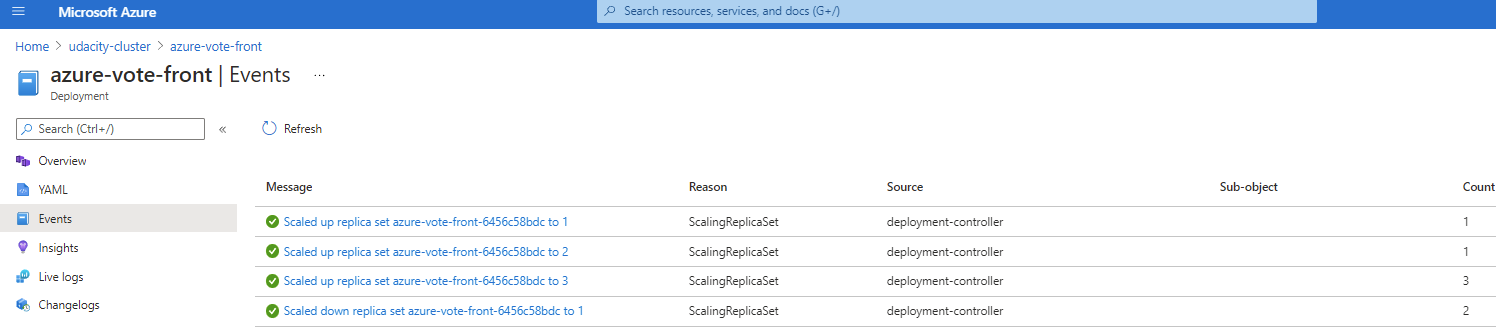 Microsoft Azure
Search resources, services, and docs (G+/)
Home > udacity-cluster > azure-vote-front
azure-vote-front | Events ...
Deployment
Search (Ctrl+/) «
Refresh
Overview
YAML
Events
Insights
Live logs
Changelogs
Message Reason Source Sub-object Count
Scaled up replica set azure-vote-front-6456c58bdc to 1 ScalingReplicaSet deployment-controller 1
Scaled up replica set azure-vote-front-6456c58bdc to 2 ScalingReplicaSet deployment-controller 1
Scaled up replica set azure-vote-front-6456c58bdc to 3 ScalingReplicaSet deployment-controller 3
Scaled down replica set azure-vote-front-6456c58bdc to 1 ScalingReplicaSet deployment-controller 2